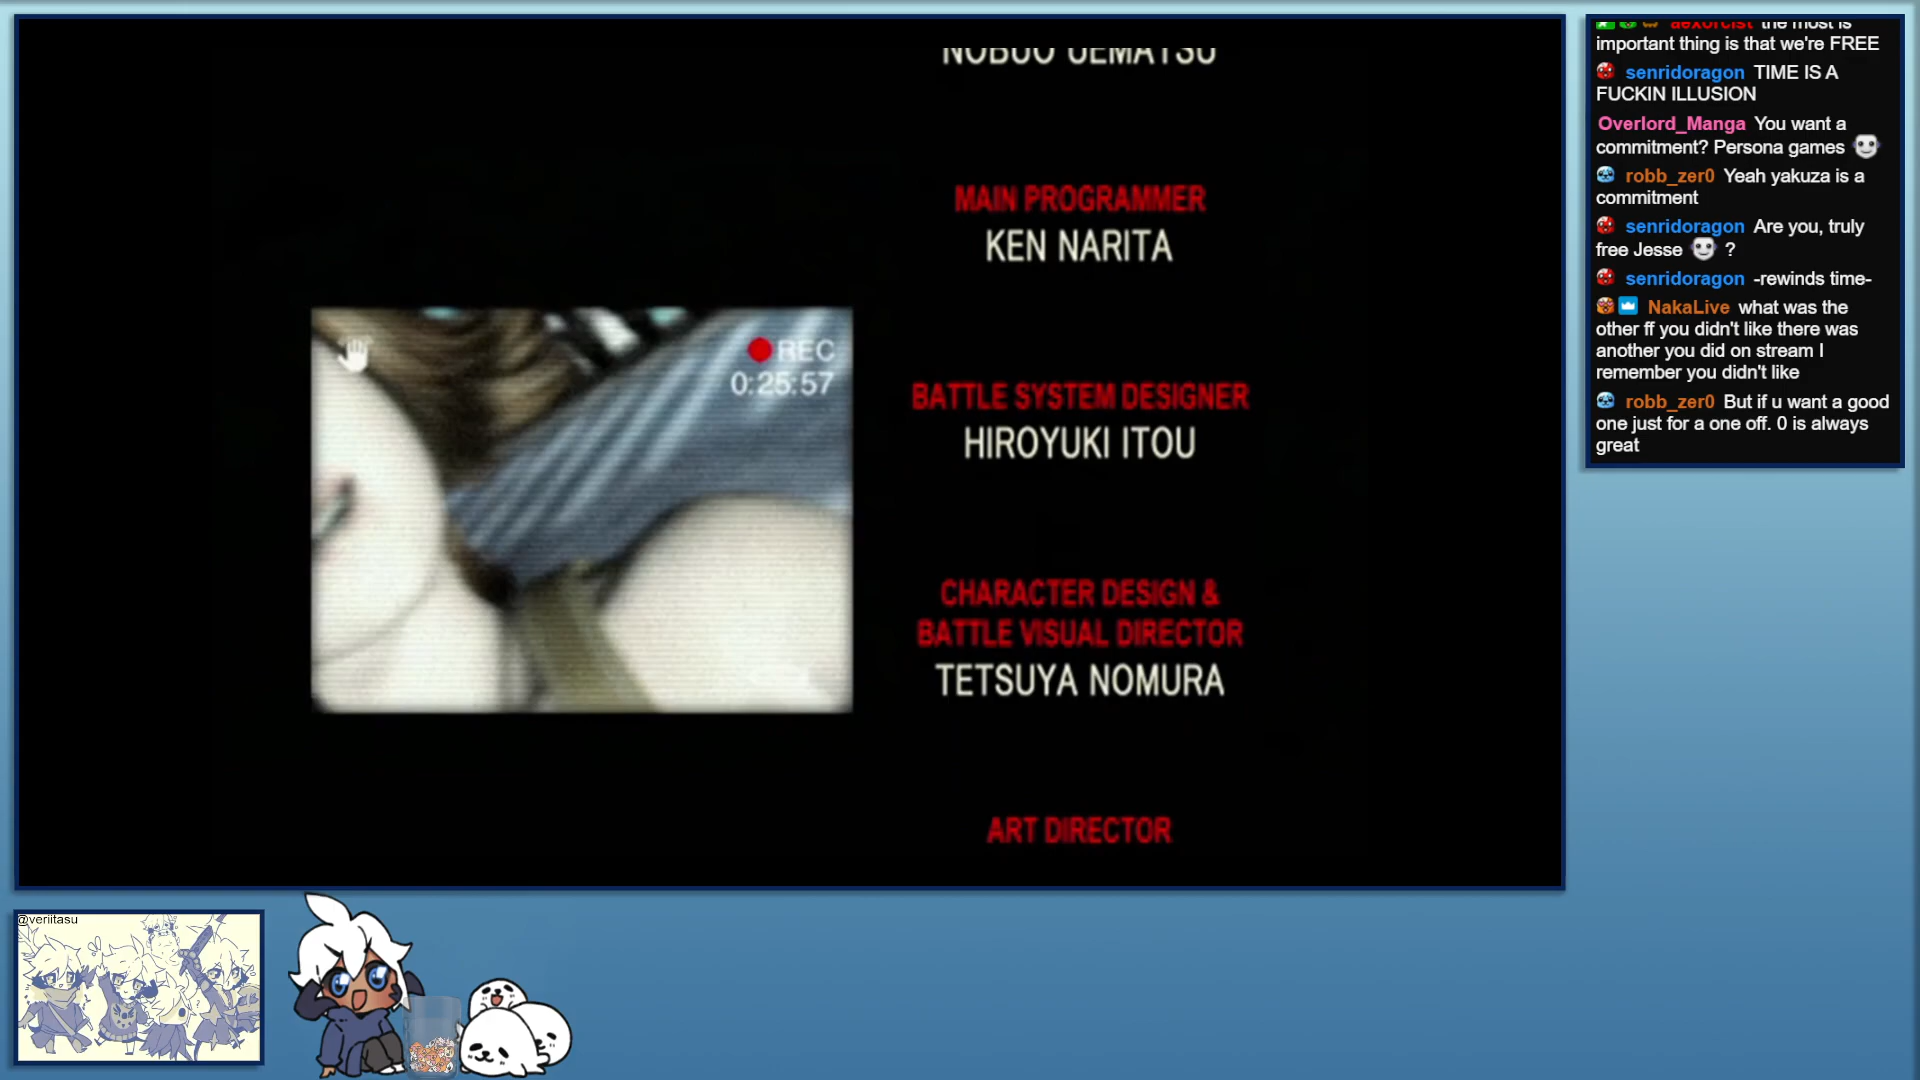 NOBUO UEMATSU
MAIN PROGRAMMER
KEN NARITA
BATTLE SYSTEM DESIGNER
HIROYUKI ITOU
CHARACTER DESIGN &
BATTLE VISUAL DIRECTOR
TETSUYA NOMURA
ART DIRECTOR
REC
0:25:57
aexorcist the most is
important thing is that we're FREE
senridoragon TIME IS A
FUCKIN ILLUSION
Overlord_Manga You want a
commitment? Persona games
robb_zer0 Yeah yakuza is a
commitment
senridoragon Are you, truly
free Jesse ?
senridoragon -rewinds time-
NakaLive what was the
other ff you didn't like there was
another you did on stream I
remember you didn't like
robb_zer0 But if u want a good
one just for a one off. 0 is always
great
@veriitasu